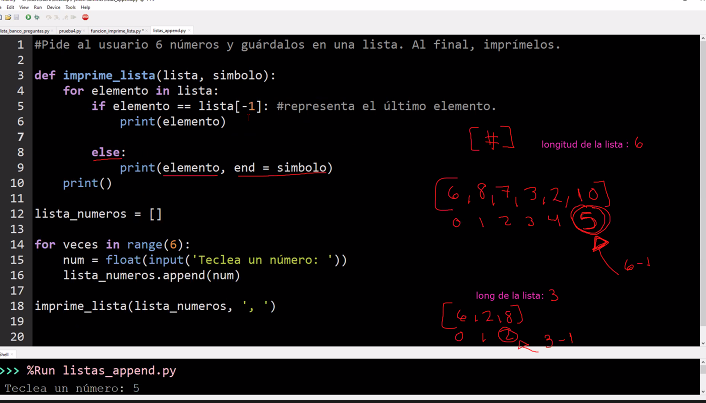 Edit View Run Device Tools Help
prueba4.py funcion_imprime_lista.py * listas_append.py
1 #Pide al usuario 6 números y guárdalos en una lista. Al final, imprímelos.
2
3 def imprime_lista(lista, simbolo):
4 for elemento in lista:
5 if elemento == lista[-1]: #representa el último elemento.
6 print(elemento)
7
8 else:
9 print(elemento, end = simbolo)
10 print()
11
12 lista_numeros = []
13
14 for veces in range(6):
15 num = float(input('Teclea un número: '))
16 lista_numeros.append(num)
17
18 imprime_lista(lista_numeros, ', ')
19
20
[#]
longitud de la lista : 6
[6, 8, 7, 3, 2, 10]
0 1 2 3 4 5
6-1
long de la lista: 3
[6, 2, 8]
0 1 2
3-1
>>> %Run listas_append.py
Teclea un número: 5